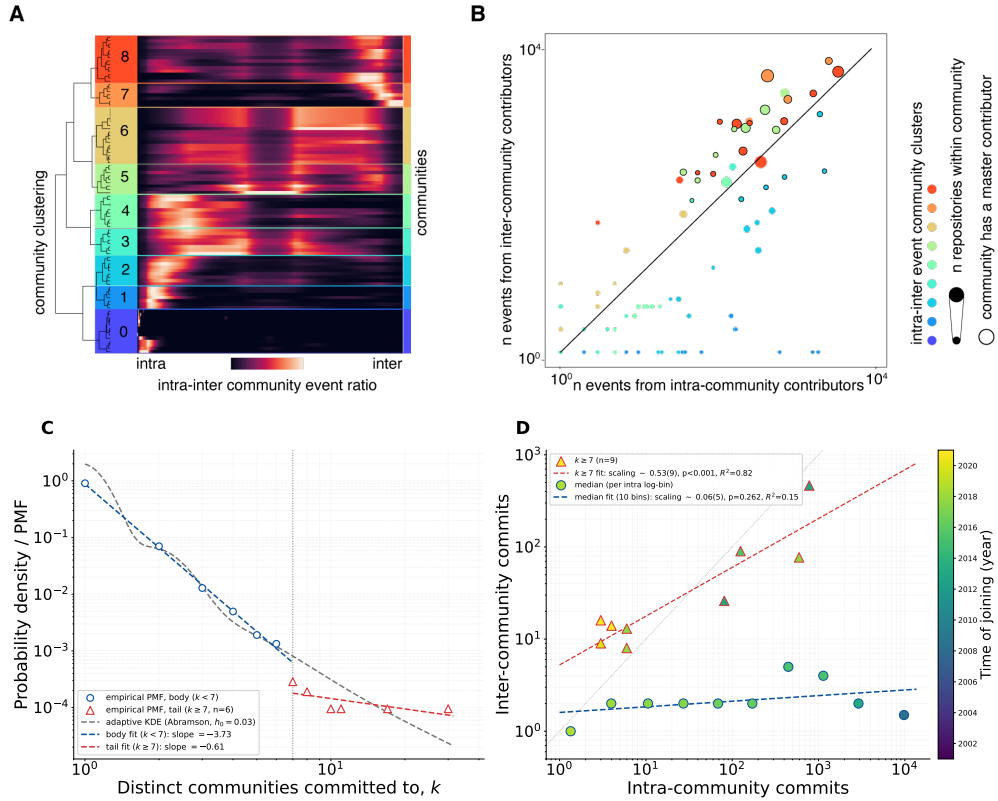 A
community clustering
8
7
6
5
4
3
2
1
0
communities
intra
inter
intra-inter community event ratio
B
n events from inter-community contributors
10⁴
10⁰
10⁰
10⁴
n events from intra-community contributors
intra-inter event community clusters
n repositories within community
community has a master contributor
C
Probability density / PMF
10⁰
10⁻¹
10⁻²
10⁻³
10⁻⁴
empirical PMF, body (k < 7)
empirical PMF, tail (k ≥ 7, n=6)
adaptive KDE (Abramson, h₀ = 0.03)
body fit (k < 7): slope = −3.73
tail fit (k ≥ 7): slope = −0.61
10⁰
10¹
Distinct communities committed to, k
D
Inter-community commits
10³
10²
10¹
10⁰
k ≥ 7 (n=9)
k ≥ 7 fit: scaling ∼ 0.53(9), p<0.001, R²=0.82
median (per intra log-bin)
median fit (10 bins): scaling ∼ 0.06(5), p=0.262, R²=0.15
10⁰
10¹
10²
10³
10⁴
Intra-community commits
2020
2018
2016
2014
2012
2010
2008
2006
2004
2002
Time of joining (year)